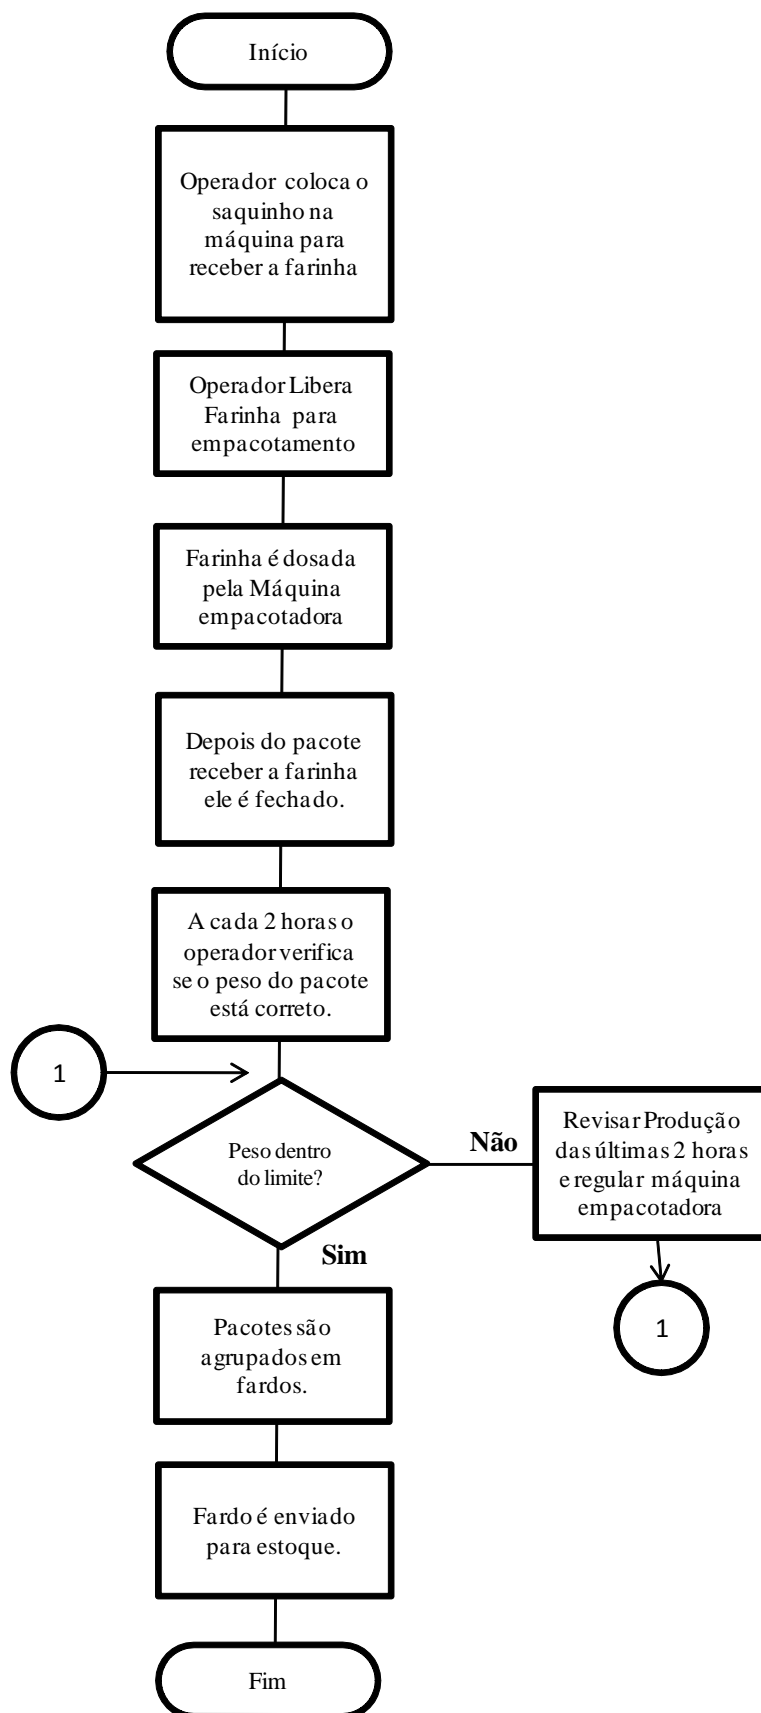 Início
Operador coloca o
saquinho na
máquina para
receber a farinha
Operador Libera
Farinha para
empacotamento
Farinha é dosada
pela Máquina
empacotadora
Depois do pacote
receber a farinha
ele é fechado.
A cada 2 horas o
operador verifica
se o peso do pacote
está correto.
1
Peso dentro
do limite?
Não
Revisar Produção
das últimas 2 horas
e regular máquina
empacotadora
1
Sim
Pacotes são
agrupados em
fardos.
Fardo é enviado
para estoque.
Fim